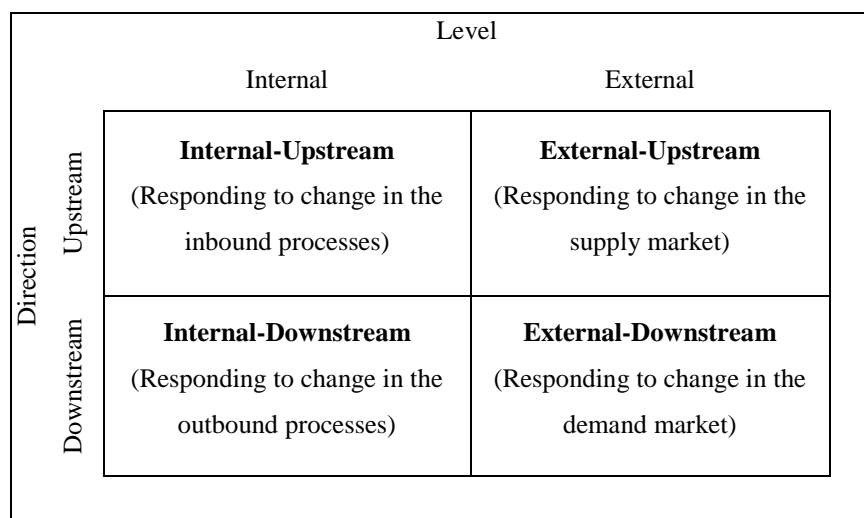 Level
Internal External
Direction
Upstream
Internal-Upstream
(Responding to change in the
inbound processes)
External-Upstream
(Responding to change in the
supply market)
Downstream
Internal-Downstream
(Responding to change in the
outbound processes)
External-Downstream
(Responding to change in the
demand market)